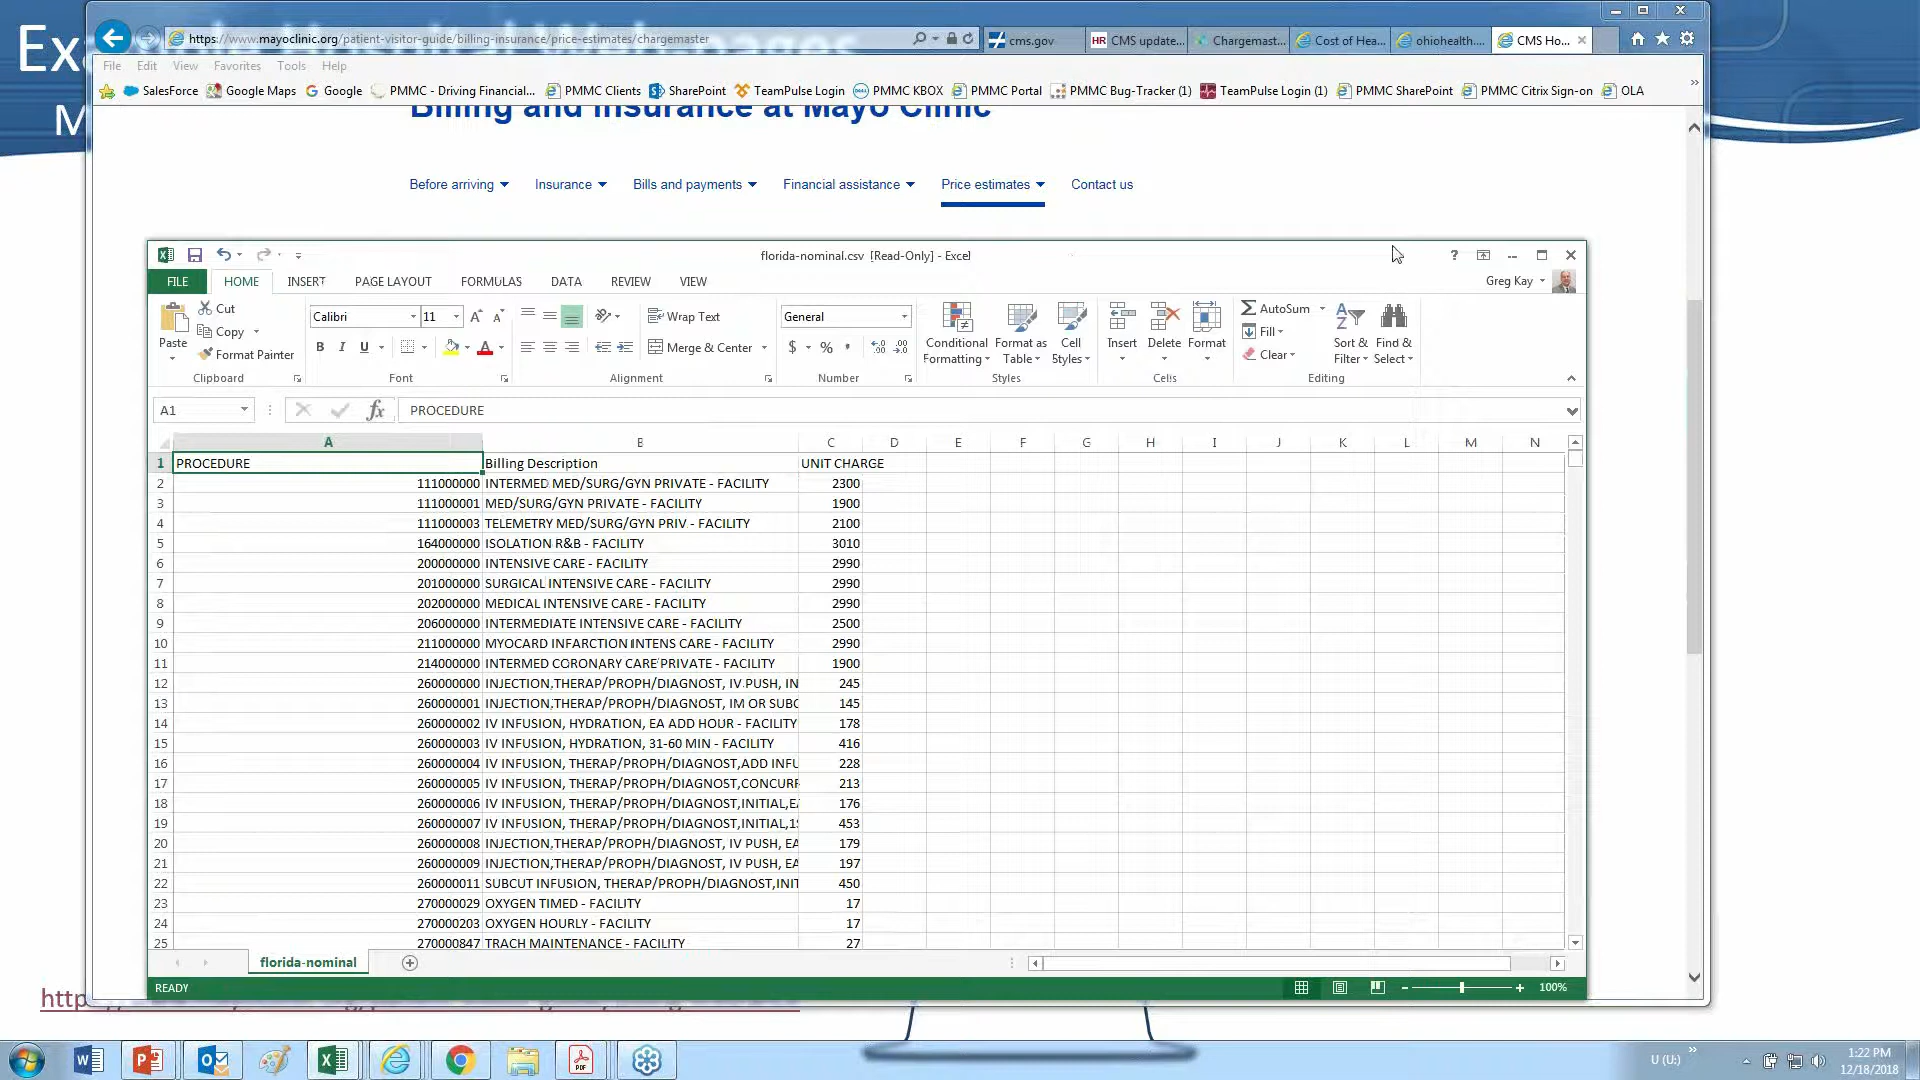 Ex
M
https://www.mayoclinic.org/patient-visitor-guide/billing-insurance/price-estimates/chargemaster
cms.gov
HR CMS update...
Chargemast...
Cost of Hea...
ohiohealth....
CMS Ho...
File Edit View Favorites Tools Help
SalesForce Google Maps Google PMMC - Driving Financial... PMMC Clients SharePoint TeamPulse Login PMMC KBOX PMMC Portal PMMC Bug-Tracker (1) TeamPulse Login (1) PMMC SharePoint PMMC Citrix Sign-on OLA
Billing and Insurance at Mayo Clinic
Before arriving Insurance Bills and payments Financial assistance Price estimates Contact us
florida-nominal.csv [Read-Only] - Excel
FILE HOME INSERT PAGE LAYOUT FORMULAS DATA REVIEW VIEW
Greg Kay
Paste
Cut
Copy
Format Painter
Clipboard
Calibri 11
B I U
Font
Wrap Text
Merge & Center
Alignment
General
$ % ,
Number
Conditional Formatting
Format as Table
Cell Styles
Styles
Insert Delete Format
Cells
AutoSum
Fill
Clear
Sort & Filter
Find & Select
Editing
A1 fx PROCEDURE
A B C D E F G H I J K L M N
1 PROCEDURE Billing Description UNIT CHARGE
2 111000000 INTERMED MED/SURG/GYN PRIVATE - FACILITY 2300
3 111000001 MED/SURG/GYN PRIVATE - FACILITY 1900
4 111000003 TELEMETRY MED/SURG/GYN PRIV. - FACILITY 2100
5 164000000 ISOLATION R&B - FACILITY 3010
6 200000000 INTENSIVE CARE - FACILITY 2990
7 201000000 SURGICAL INTENSIVE CARE - FACILITY 2990
8 202000000 MEDICAL INTENSIVE CARE - FACILITY 2990
9 206000000 INTERMEDIATE INTENSIVE CARE - FACILITY 2500
10 211000000 MYOCARD INFARCTION INTENS CARE - FACILITY 2990
11 214000000 INTERMED CORONARY CARE PRIVATE - FACILITY 1900
12 260000000 INJECTION,THERAP/PROPH/DIAGNOST, IV PUSH, IN 245
13 260000001 INJECTION,THERAP/PROPH/DIAGNOST, IM OR SUBC 145
14 260000002 IV INFUSION, HYDRATION, EA ADD HOUR - FACILITY 178
15 260000003 IV INFUSION, HYDRATION, 31-60 MIN - FACILITY 416
16 260000004 IV INFUSION, THERAP/PROPH/DIAGNOST,ADD INFU 228
17 260000005 IV INFUSION, THERAP/PROPH/DIAGNOST,CONCURR 213
18 260000006 IV INFUSION, THERAP/PROPH/DIAGNOST,INITIAL,EA 176
19 260000007 IV INFUSION, THERAP/PROPH/DIAGNOST,INITIAL,1S 453
20 260000008 INJECTION,THERAP/PROPH/DIAGNOST, IV PUSH, EA 179
21 260000009 INJECTION,THERAP/PROPH/DIAGNOST, IV PUSH, EA 197
22 260000011 SUBCUT INFUSION, THERAP/PROPH/DIAGNOST,INIT 450
23 270000029 OXYGEN TIMED - FACILITY 17
24 270000203 OXYGEN HOURLY - FACILITY 17
25 270000847 TRACH MAINTENANCE - FACILITY 27
florida-nominal
READY 100%
http
U (U:)
1:22 PM
12/18/2018